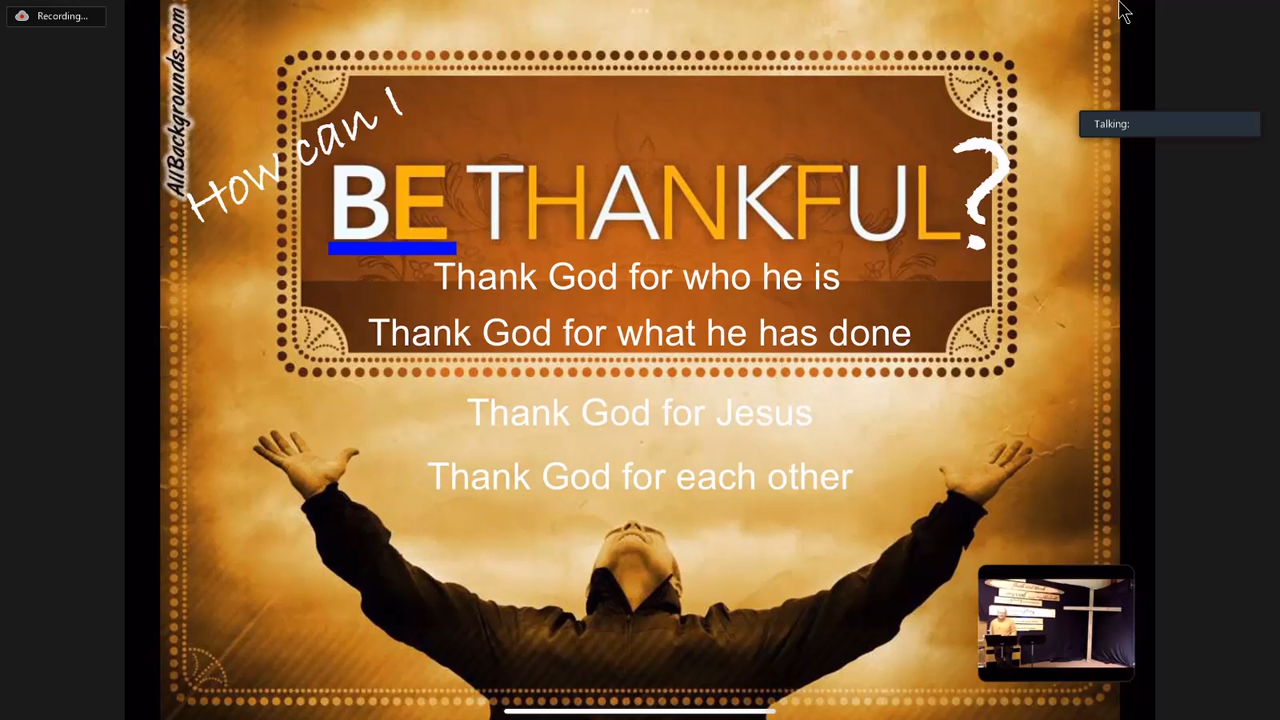 Recording...
AllBackgrounds.com
Talking:
How can I
BE THANKFUL?
Thank God for who he is
Thank God for what he has done
Thank God for Jesus
Thank God for each other